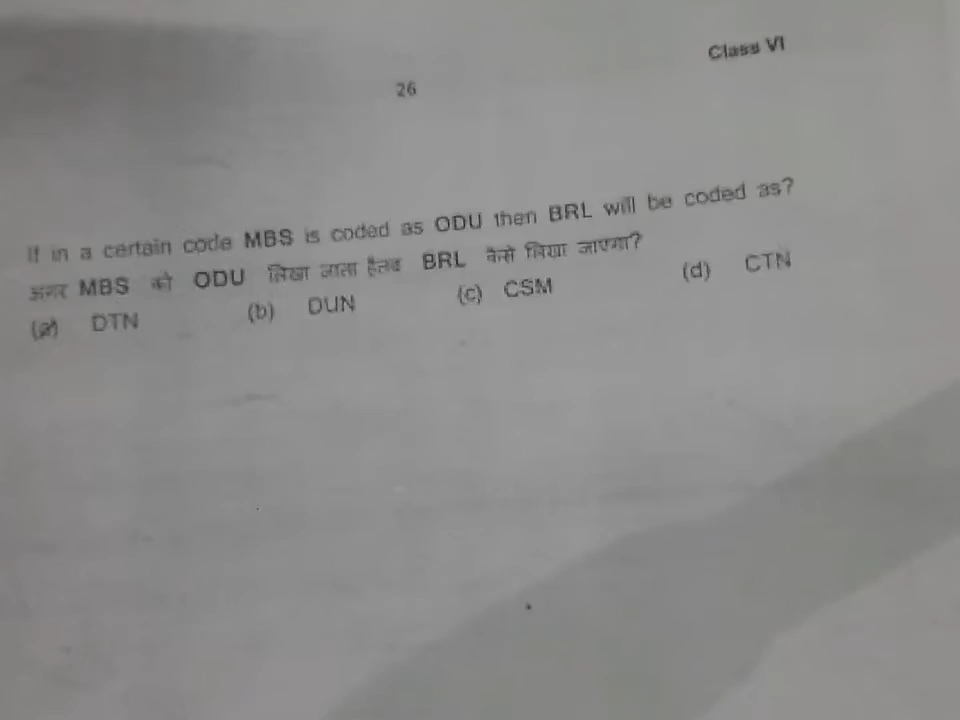 Class VI
26
If in a certain code MBS is coded as ODU then BRL will be coded as?
अगर MBS को ODU लिखा जाता हैतब BRL कैसे लिखा जाएगा?
(a) DTN (b) DUN (c) CSM (d) CTN